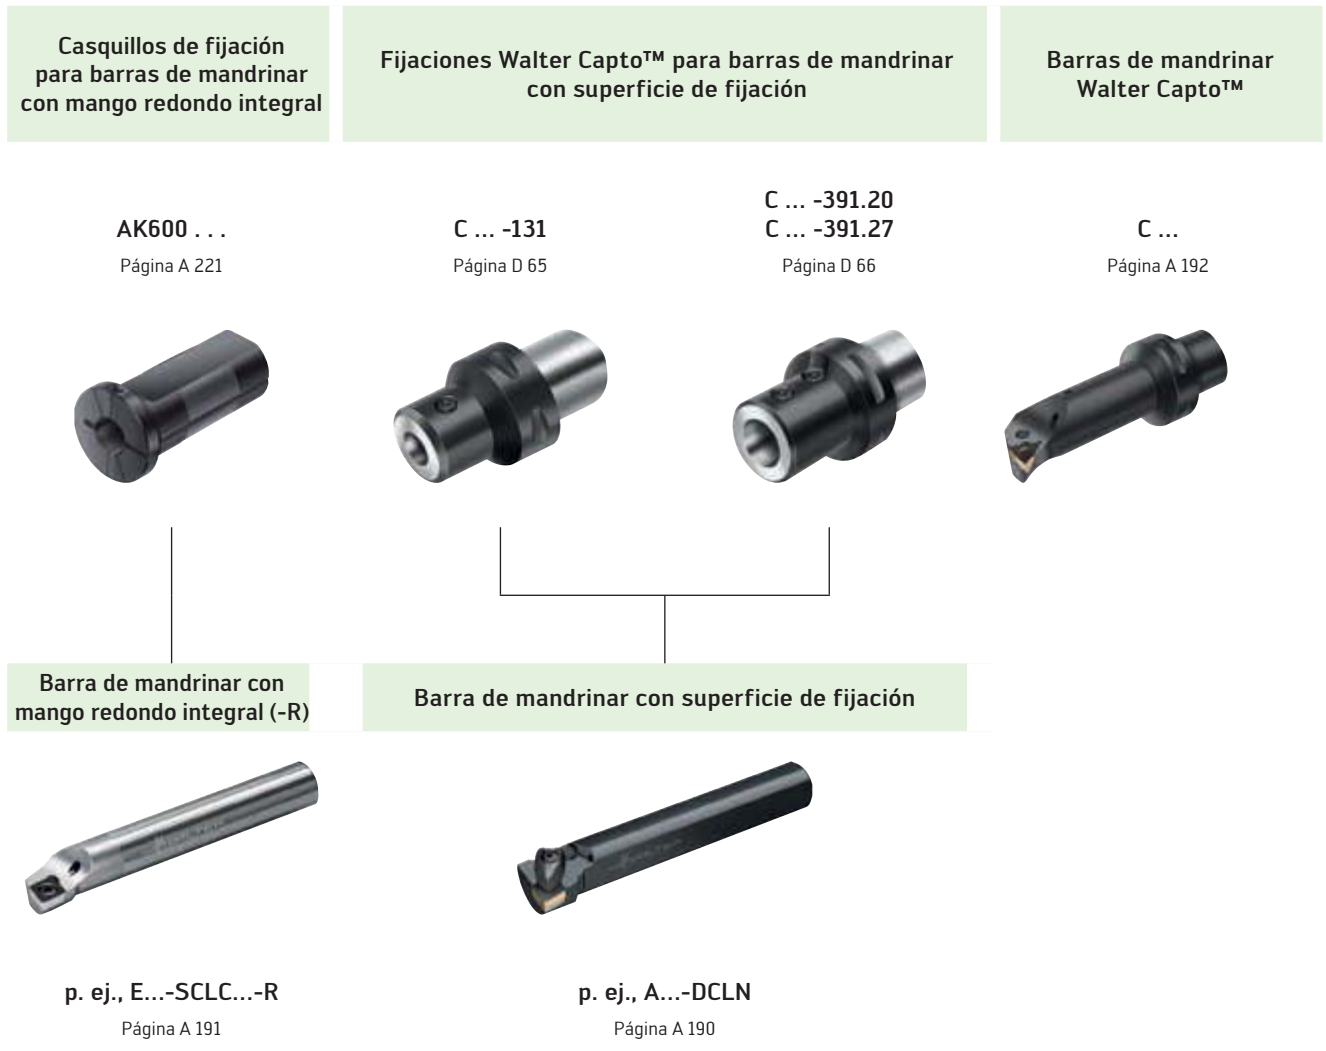 Casquillos de fijación
para barras de mandrinar
con mango redondo integral
Fijaciones Walter Capto™ para barras de mandrinar
con superficie de fijación
Barras de mandrinar
Walter Capto™
AK600 . . .
Página A 221
C ... -131
Página D 65
C ... -391.20
C ... -391.27
Página D 66
C ...
Página A 192
Barra de mandrinar con
mango redondo integral (-R)
Barra de mandrinar con superficie de fijación
p. ej., E...-SCLC...-R
Página A 191
p. ej., A...-DCLN
Página A 190